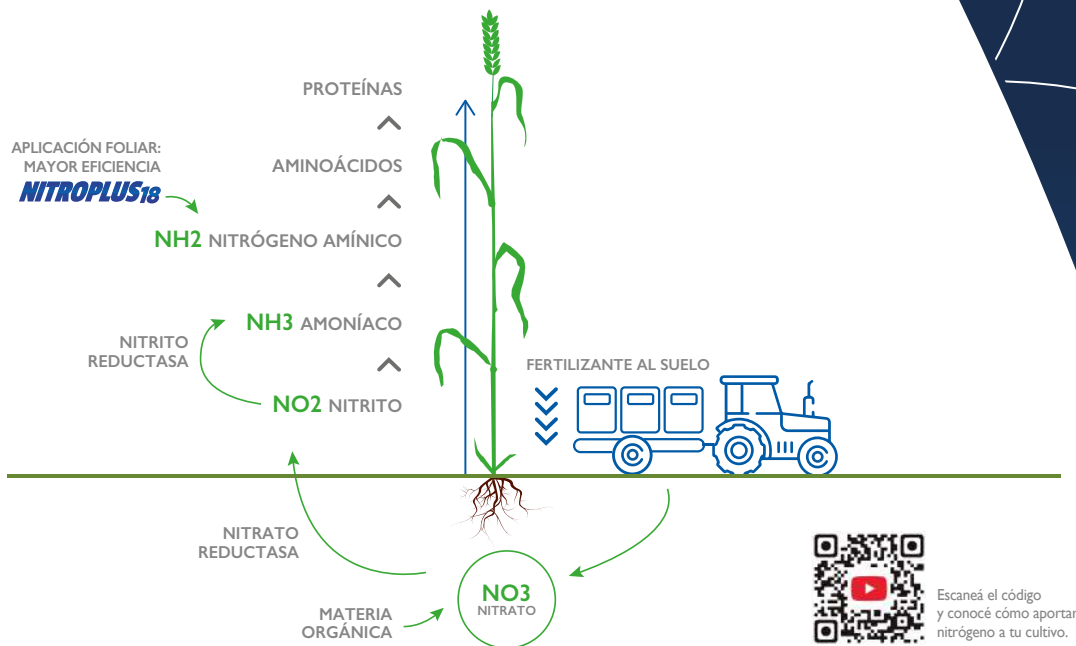 PROTEÍNAS
APLICACIÓN FOLIAR:
MAYOR EFICIENCIA
NITROPLUS18
AMINOÁCIDOS
NH2 NITRÓGENO AMÍNICO
NH3 AMONÍACO
NITRITO
REDUCTASA
NO2 NITRITO
FERTILIZANTE AL SUELO
NITRATO
REDUCTASA
NO3
NITRATO
MATERIA
ORGÁNICA
Escaneá el código
y conocé cómo aportar
nitrógeno a tu cultivo.